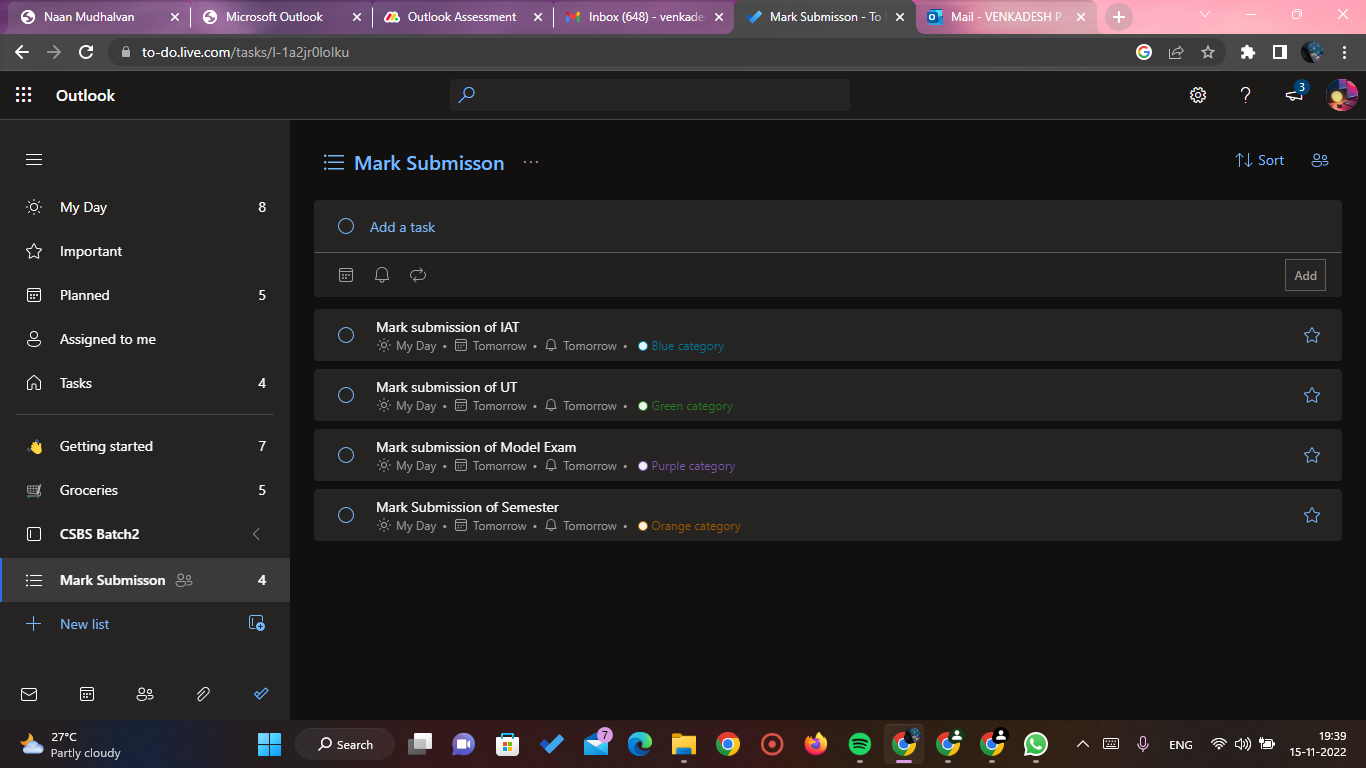 Naan Mudhalvan
Microsoft Outlook
Outlook Assessment
Inbox (648) - venkade
Mark Submisson - To
Mail - VENKADESH P
to-do.live.com/tasks/l-1a2jr0lolku
Outlook
3
My Day 8
Important
Planned 5
Assigned to me
Tasks 4
Getting started 7
Groceries 5
CSBS Batch2
Mark Submisson 4
New list
Mark Submisson ...
Sort
Add a task
Add
Mark submission of IAT
My Day • Tomorrow • Tomorrow • Blue category
Mark submission of UT
My Day • Tomorrow • Tomorrow • Green category
Mark submission of Model Exam
My Day • Tomorrow • Tomorrow • Purple category
Mark Submission of Semester
My Day • Tomorrow • Tomorrow • Orange category
27°C
Partly cloudy
Search
7
ENG
19:39
15-11-2022